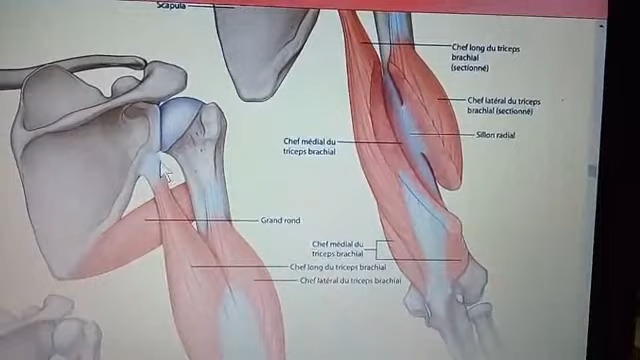 Scapula
Chef long du triceps
brachial
(sectionné)
Chef latéral du triceps
brachial (sectionné)
Sillon radial
Chef médial du
triceps brachial
Grand rond
Chef médial du
triceps brachial
Chef long du triceps brachial
Chef latéral du triceps brachial